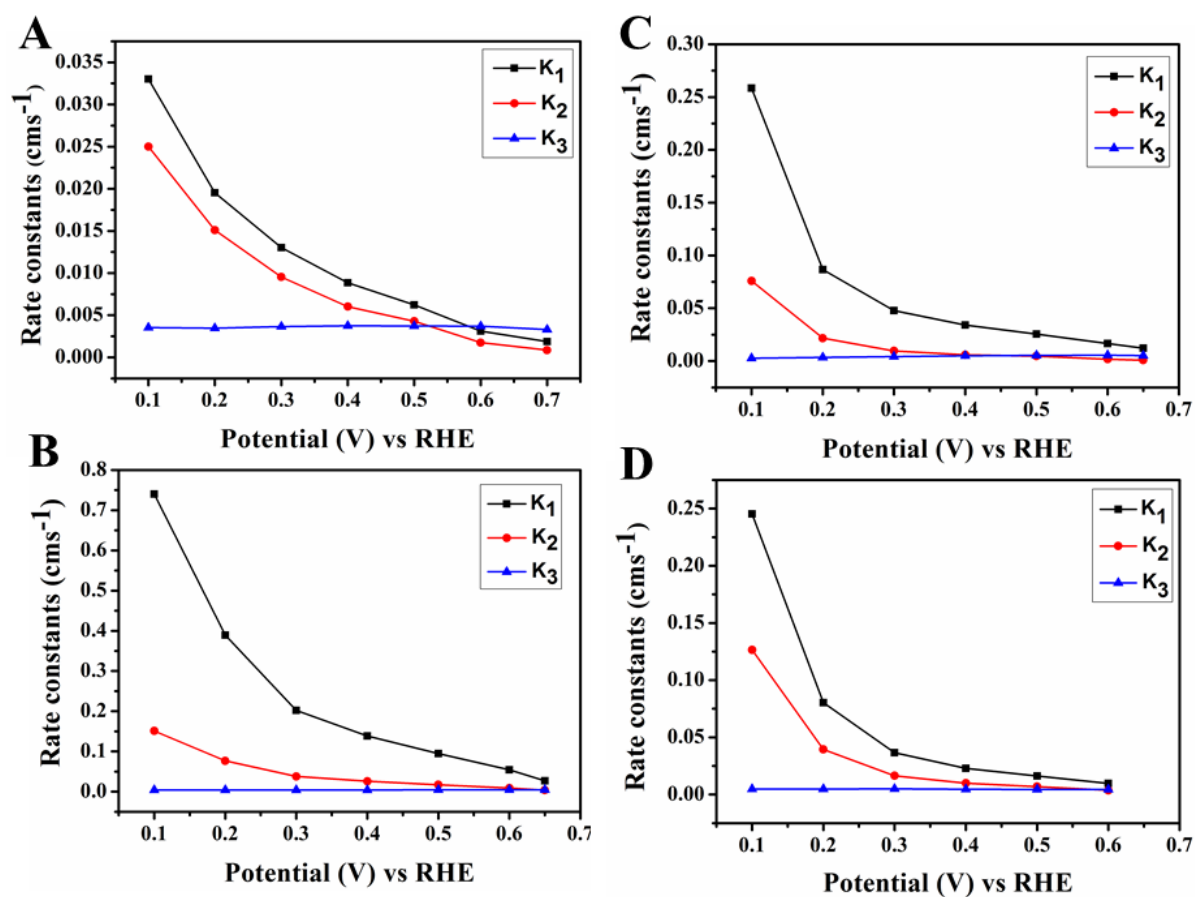 A
Rate constants (cms-1)
0.035
0.030
0.025
0.020
0.015
0.010
0.005
0.000
K1
K2
K3
0.1 0.2 0.3 0.4 0.5 0.6 0.7
Potential (V) vs RHE
B
Rate constants (cms-1)
0.8
0.7
0.6
0.5
0.4
0.3
0.2
0.1
0.0
K1
K2
K3
0.1 0.2 0.3 0.4 0.5 0.6 0.7
Potential (V) vs RHE
C
Rate constants (cms-1)
0.30
0.25
0.20
0.15
0.10
0.05
0.00
K1
K2
K3
0.1 0.2 0.3 0.4 0.5 0.6 0.7
Potential (V) vs RHE
D
Rate constants (cms-1)
0.25
0.20
0.15
0.10
0.05
0.00
K1
K2
K3
0.1 0.2 0.3 0.4 0.5 0.6 0.7
Potential (V) vs RHE